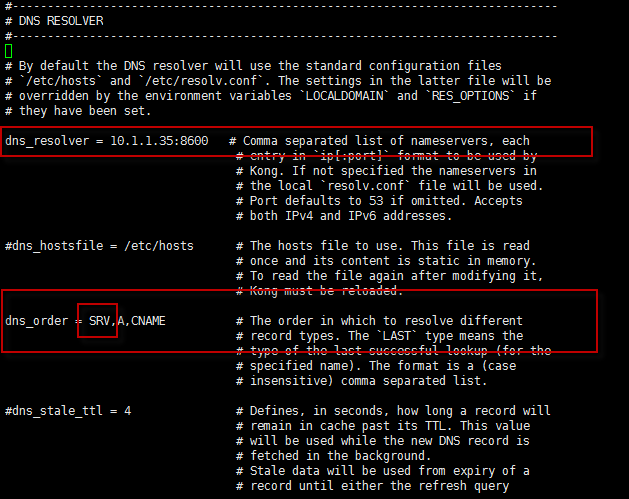 #--------------------------------------------------------------
# DNS RESOLVER
#--------------------------------------------------------------
# By default the DNS resolver will use the standard configuration files
# `/etc/hosts` and `/etc/resolv.conf`. The settings in the latter file will be
# overridden by the environment variables `LOCALDOMAIN` and `RES_OPTIONS` if
# they have been set.
dns_resolver = 10.1.1.35:8600 # Comma separated list of nameservers, each
# entry in `ip[:port]` format to be used by
# Kong. If not specified the nameservers in
# the local `resolv.conf` file will be used.
# Port defaults to 53 if omitted. Accepts
# both IPv4 and IPv6 addresses.
#dns_hostsfile = /etc/hosts # The hosts file to use. This file is read
# once and its content is static in memory.
# To read the file again after modifying it,
# Kong must be reloaded.
dns_order = SRV,A,CNAME # The order in which to resolve different
# record types. The `LAST` type means the
# type of the last successful lookup (for the
# specified name). The format is a (case
# insensitive) comma separated list.
#dns_stale_ttl = 4 # Defines, in seconds, how long a record will
# remain in cache past its TTL. This value
# will be used while the new DNS record is
# fetched in the background.
# Stale data will be used from expiry of a
# record until either the refresh query